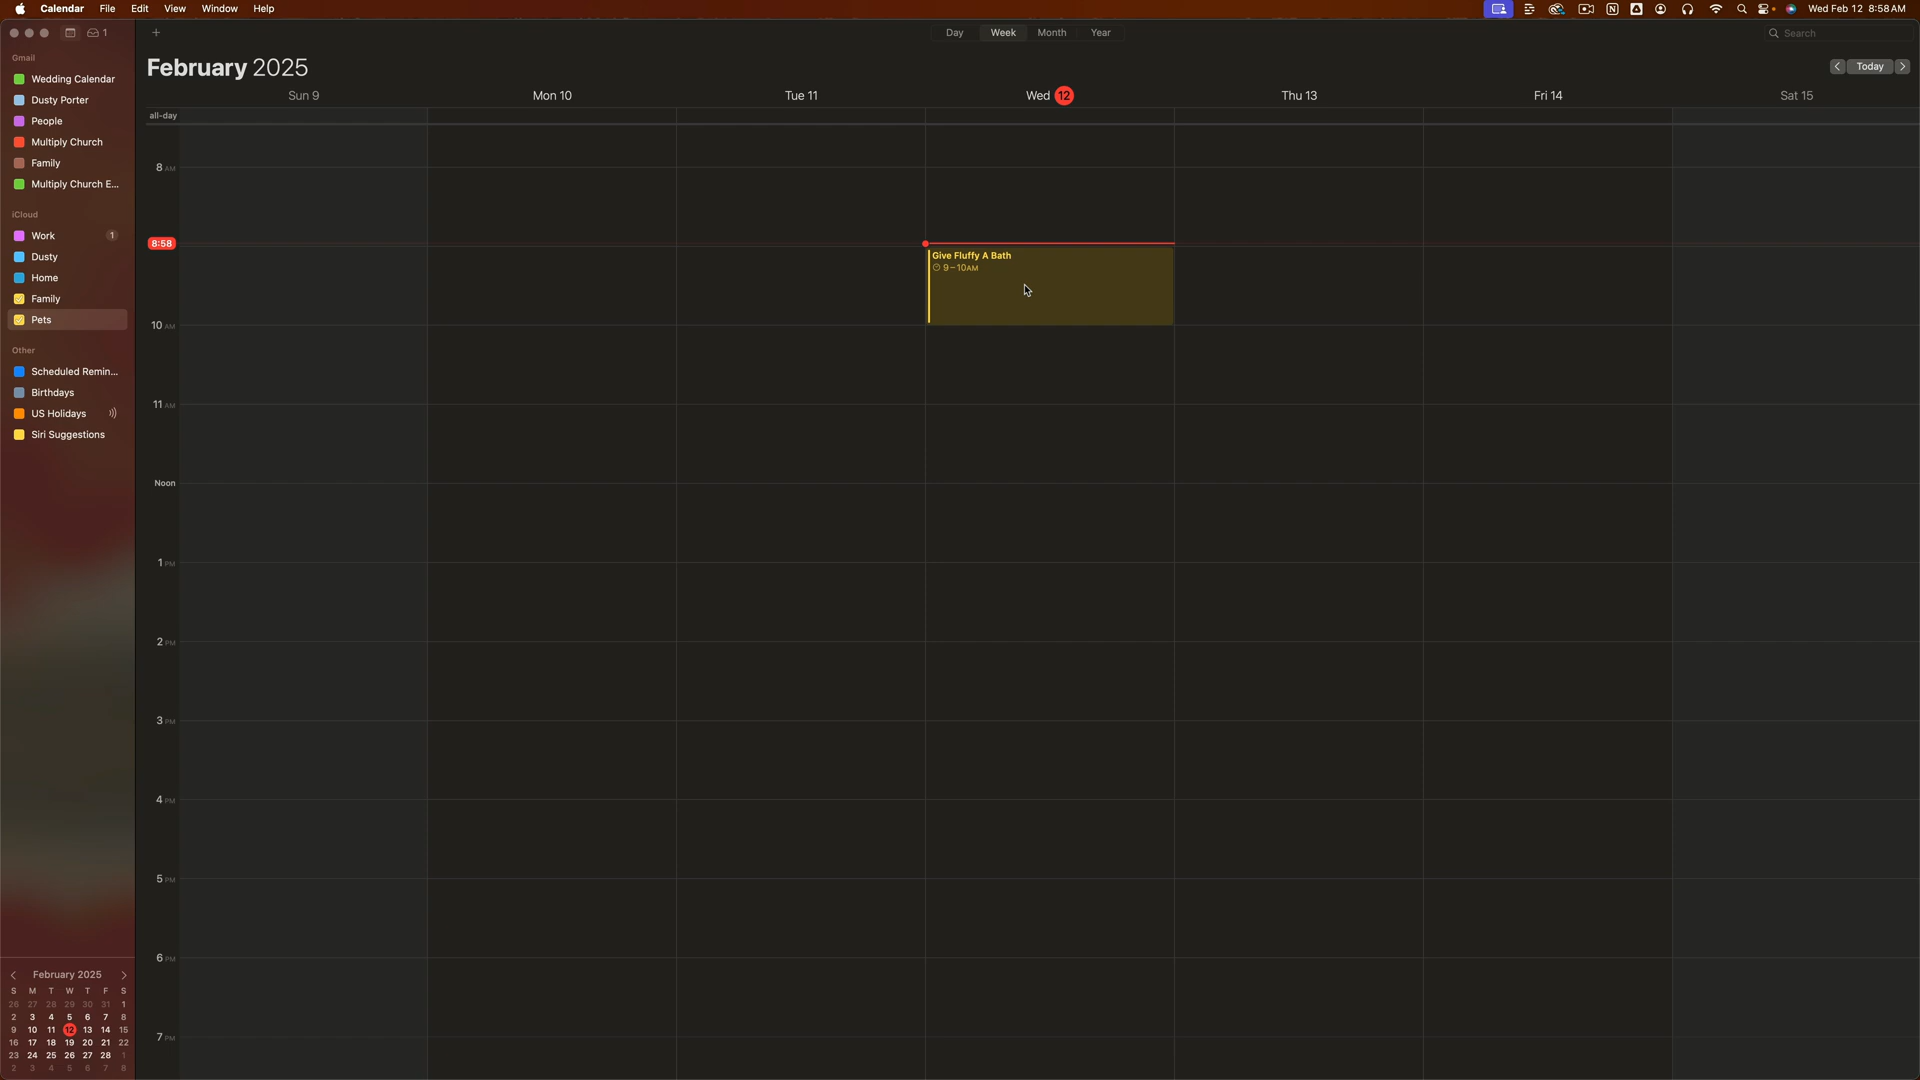 Calendar File Edit View Window Help
Wed Feb 12 8:58 AM
1
Day Week Month Year
Search
February 2025
Today
Sun 9 Mon 10 Tue 11 Wed 12 Thu 13 Fri 14 Sat 15
all-day
Gmail
Wedding Calendar
Dusty Porter
People
Multiply Church
Family
Multiply Church E...
iCloud
Work 1
Dusty
Home
Family
Pets
Other
Scheduled Remin...
Birthdays
US Holidays
Siri Suggestions
8 AM
8:58
Give Fluffy A Bath
9 – 10AM
10 AM
11 AM
Noon
1 PM
2 PM
3 PM
4 PM
5 PM
6 PM
7 PM
February 2025
S M T W T F S
26 27 28 29 30 31 1
2 3 4 5 6 7 8
9 10 11 12 13 14 15
16 17 18 19 20 21 22
23 24 25 26 27 28 1
2 3 4 5 6 7 8